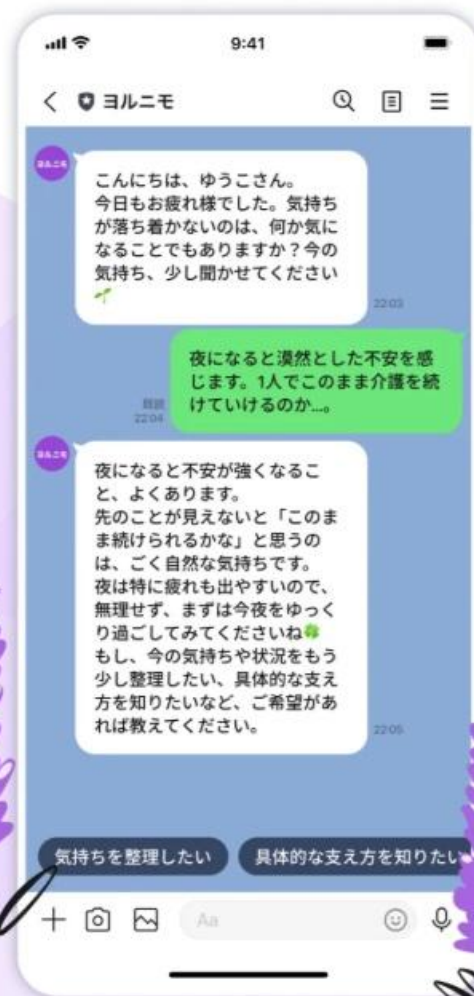 9:41
ヨルニモ
ヨルニモ
こんにちは、ゆうこさん。
今日もお疲れ様でした。気持ち
が落ち着かないのは、何か気に
なることでもありますか？今の
気持ち、少し聞かせてください
🌱
22:03
夜になると漠然とした不安を感
じます。1人でこのまま介護を続
けていけるのか…。
既読
22:04
ヨルニモ
夜になると不安が強くなるこ
と、よくあります。
先のことが見えないと「このま
ま続けられるかな」と思うの
は、ごく自然な気持ちです。
夜は特に疲れも出やすいので、
無理せず、まずは今夜をゆっく
り過ごしてみてくださいね🍀
もし、今の気持ちや状況をもう
少し整理したい、具体的な支え
方を知りたいなど、ご希望があ
れば教えてください。
22:05
気持ちを整理したい
具体的な支え方を知りたい
Aa